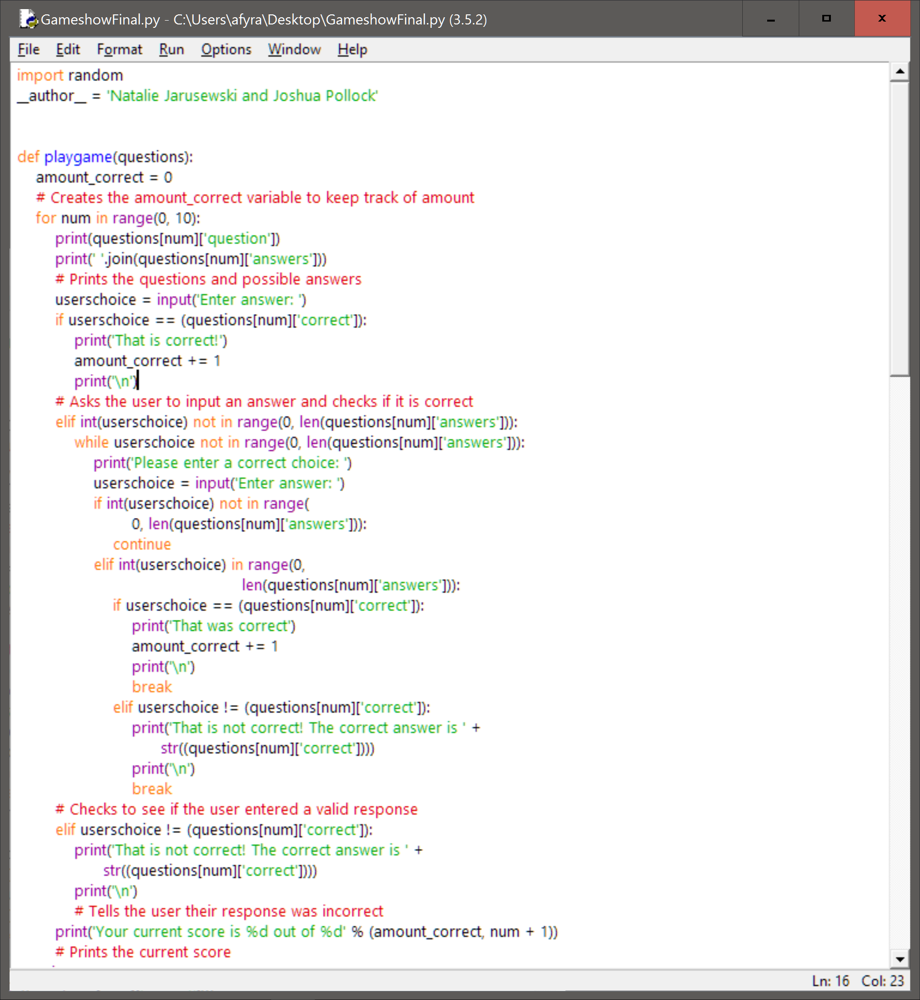 GameshowFinal.py - C:\Users\afyra\Desktop\GameshowFinal.py (3.5.2)
File Edit Format Run Options Window Help
import random
__author__ = 'Natalie Jarusewski and Joshua Pollock'
def playgame(questions):
    amount_correct = 0
    # Creates the amount_correct variable to keep track of amount
    for num in range(0, 10):
        print(questions[num]['question'])
        print(' '.join(questions[num]['answers']))
        # Prints the questions and possible answers
        userschoice = input('Enter answer: ')
        if userschoice == (questions[num]['correct']):
            print('That is correct!')
            amount_correct += 1
            print('\n')
        # Asks the user to input an answer and checks if it is correct
        elif int(userschoice) not in range(0, len(questions[num]['answers'])):
            while userschoice not in range(0, len(questions[num]['answers'])):
                print('Please enter a correct choice: ')
                userschoice = input('Enter answer: ')
                if int(userschoice) not in range(
                        0, len(questions[num]['answers'])):
                    continue
                elif int(userschoice) in range(0,
                                               len(questions[num]['answers'])):
                    if userschoice == (questions[num]['correct']):
                        print('That was correct')
                        amount_correct += 1
                        print('\n')
                        break
                    elif userschoice != (questions[num]['correct']):
                        print('That is not correct! The correct answer is ' +
                              str((questions[num]['correct'])))
                        print('\n')
                        break
        # Checks to see if the user entered a valid response
        elif userschoice != (questions[num]['correct']):
            print('That is not correct! The correct answer is ' +
                  str((questions[num]['correct'])))
            print('\n')
            # Tells the user their response was incorrect
        print('Your current score is %d out of %d' % (amount_correct, num + 1))
        # Prints the current score
Ln: 16 Col: 23